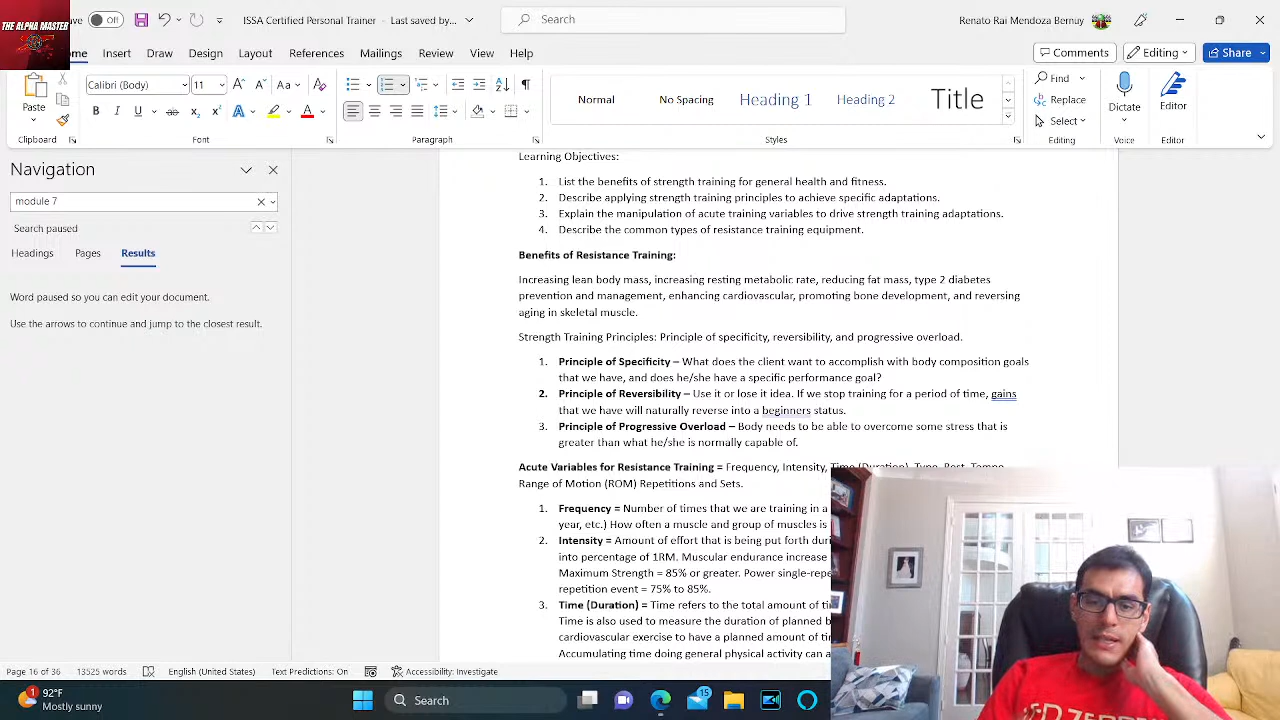 THE ALPHA MASTER
Off
ISSA Certified Personal Trainer - Last saved by...
Search
Renato Rai Mendoza Bernuy
ome Insert Draw Design Layout References Mailings Review View Help
Comments Editing Share
Paste
Calibri (Body) 11
Normal No Spacing Heading 1 Heading 2 Title
Find
Replace
Select
Dictate
Editor
Clipboard Font Paragraph Styles Editing Voice Editor
Navigation
module 7
Search paused
Headings Pages Results
Word paused so you can edit your document.
Use the arrows to continue and jump to the closest result.
Learning Objectives:
1. List the benefits of strength training for general health and fitness.
2. Describe applying strength training principles to achieve specific adaptations.
3. Explain the manipulation of acute training variables to drive strength training adaptations.
4. Describe the common types of resistance training equipment.
Benefits of Resistance Training:
Increasing lean body mass, increasing resting metabolic rate, reducing fat mass, type 2 diabetes
prevention and management, enhancing cardiovascular, promoting bone development, and reversing
aging in skeletal muscle.
Strength Training Principles: Principle of specificity, reversibility, and progressive overload.
1. Principle of Specificity – What does the client want to accomplish with body composition goals
that we have, and does he/she have a specific performance goal?
2. Principle of Reversibility – Use it or lose it idea. If we stop training for a period of time, gains
that we have will naturally reverse into a beginners status.
3. Principle of Progressive Overload – Body needs to be able to overcome some stress that is
greater than what he/she is normally capable of.
Acute Variables for Resistance Training = Frequency, Intensity, Time (Duration), Type, Rest, Tempo
Range of Motion (ROM) Repetitions and Sets.
1. Frequency = Number of times that we are training in a
year, etc.) How often a muscle and group of muscles is
2. Intensity = Amount of effort that is being put forth duri
into percentage of 1RM. Muscular endurance increase
Maximum Strength = 85% or greater. Power single-repe
repetition event = 75% to 85%.
3. Time (Duration) = Time refers to the total amount of ti
Time is also used to measure the duration of planned b
cardiovascular exercise to have a planned amount of tim
Accumulating time doing general physical activity can a
Page 16 of 36 13525 words English (United States) Text Predictions: On Accessibility: Investigate
1
92°F
Mostly sunny
Search
15